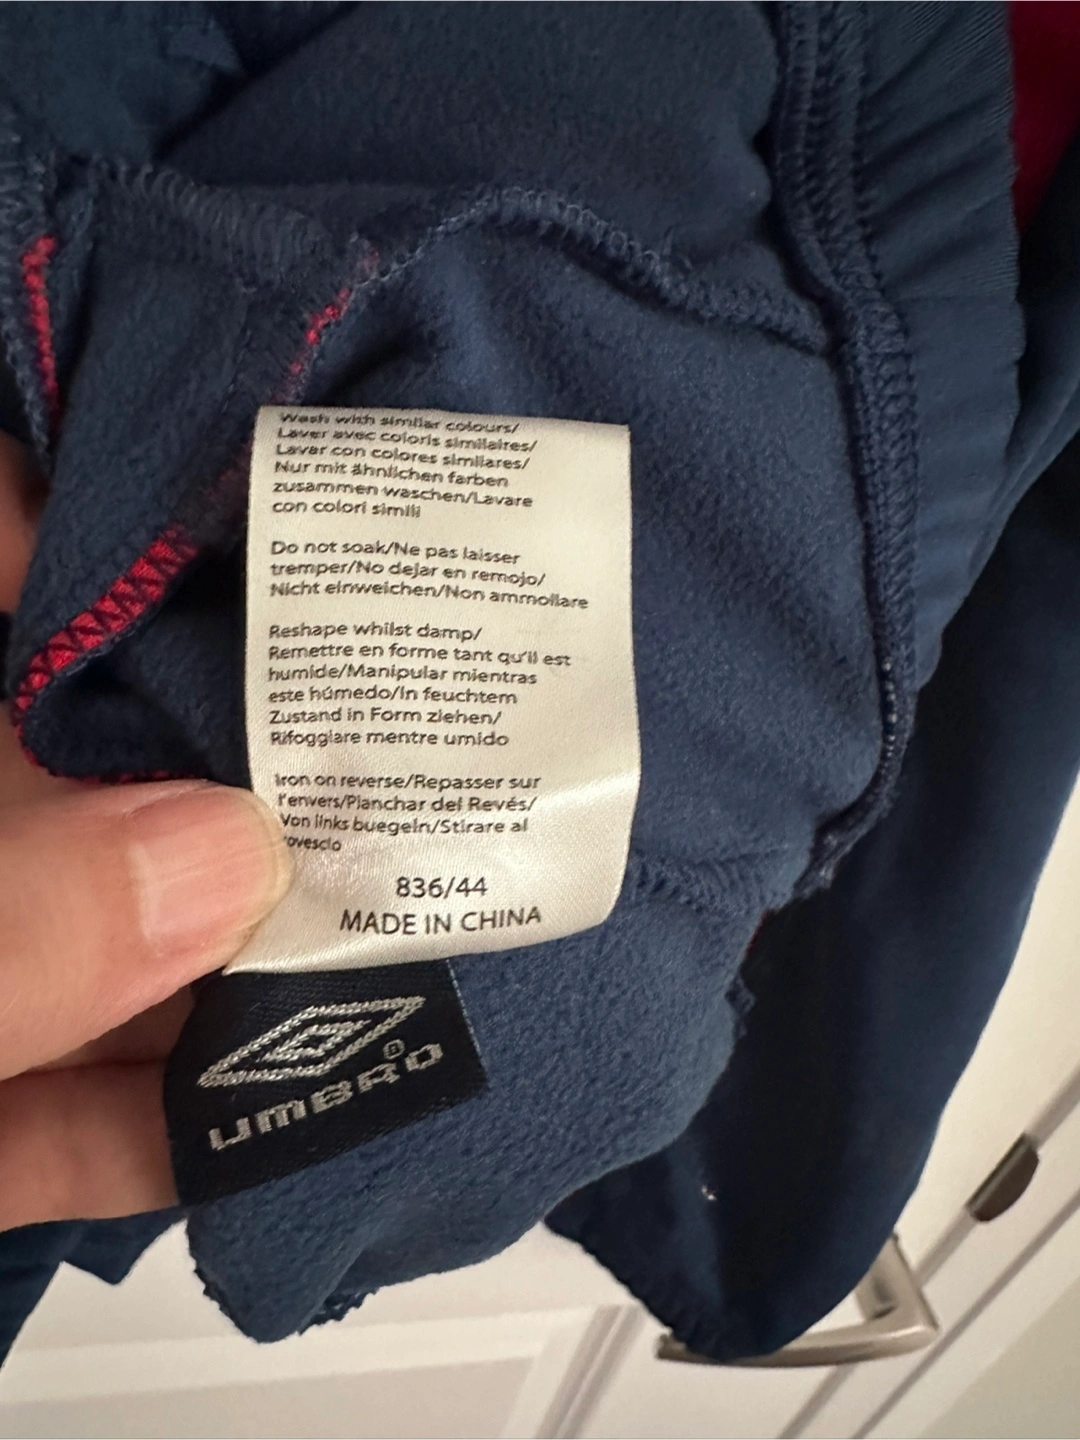 Wash with similar colours/
Laver avec coloris similaires/
Lavar con colores similares/
Nur mit ähnlichen farben
zusammen waschen/Lavare
con colori simili
Do not soak/Ne pas laisser
tremper/No dejar en remojo/
Nicht einweichen/Non ammollare
Reshape whilst damp/
Remettre en forme tant qu'il est
humide/Manipular mientras
este húmedo/In feuchtem
Zustand in Form ziehen/
Rifoggiare mentre umido
Iron on reverse/Repasser sur
l'envers/Planchar del Revés/
Von links buegeln/Stirare al
rovescio
836/44
MADE IN CHINA
UMBRO®